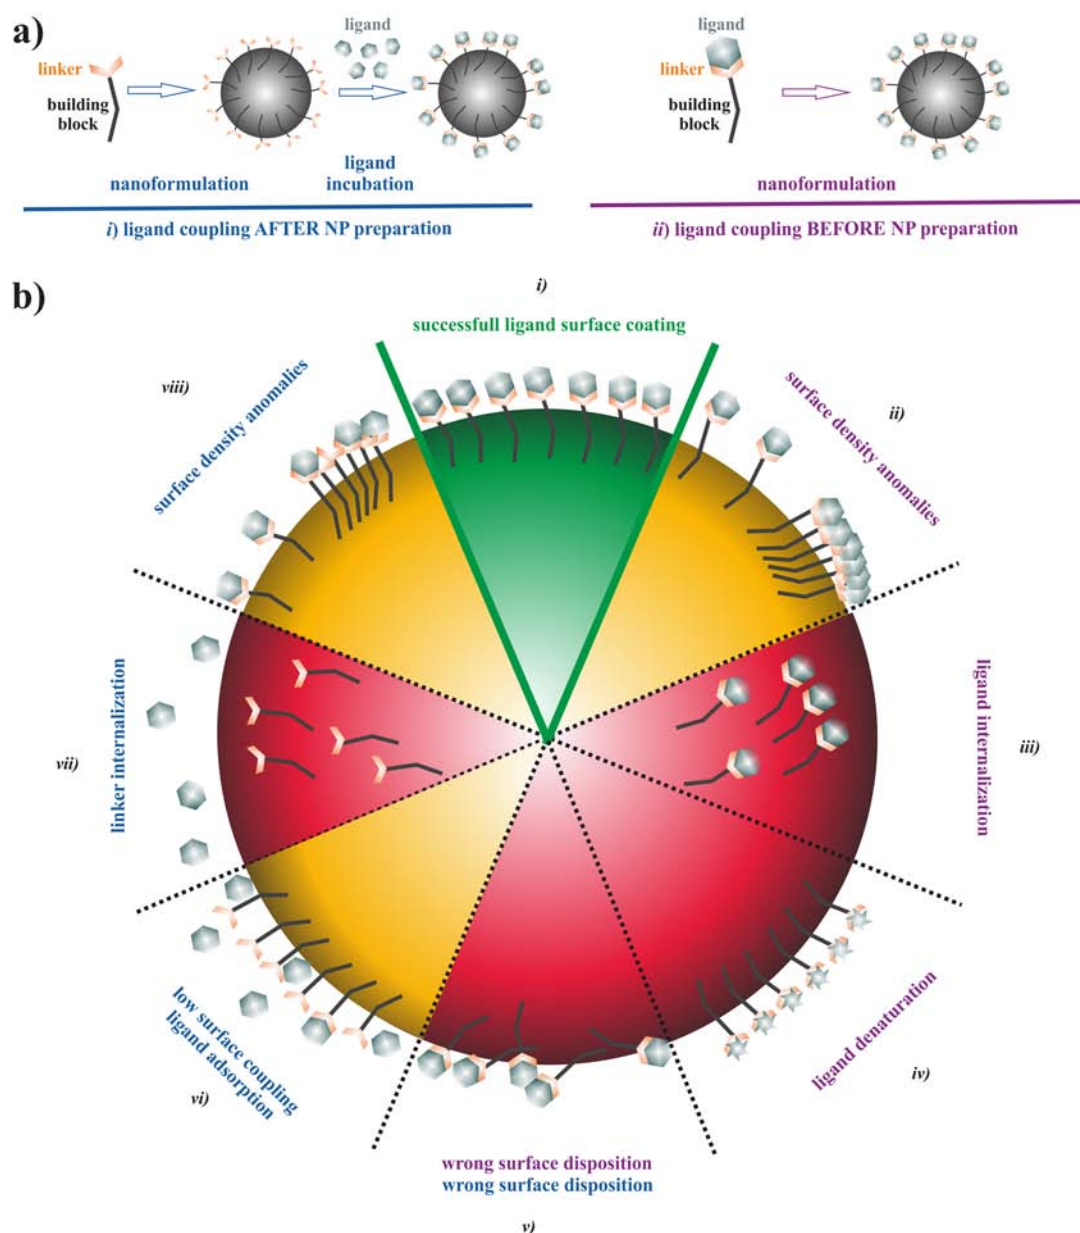 a)
ligand
linker
building
block
nanoformulation
ligand
incubation
i) ligand coupling AFTER NP preparation
ligand
linker
building
block
nanoformulation
ii) ligand coupling BEFORE NP preparation
b)
i)
successfull ligand surface coating
viii)
surface density anomalies
ii)
surface density anomalies
vii)
linker internalization
iii)
ligand internalization
vi)
low surface coupling
ligand adsorption
iv)
ligand denaturation
wrong surface disposition
wrong surface disposition
v)